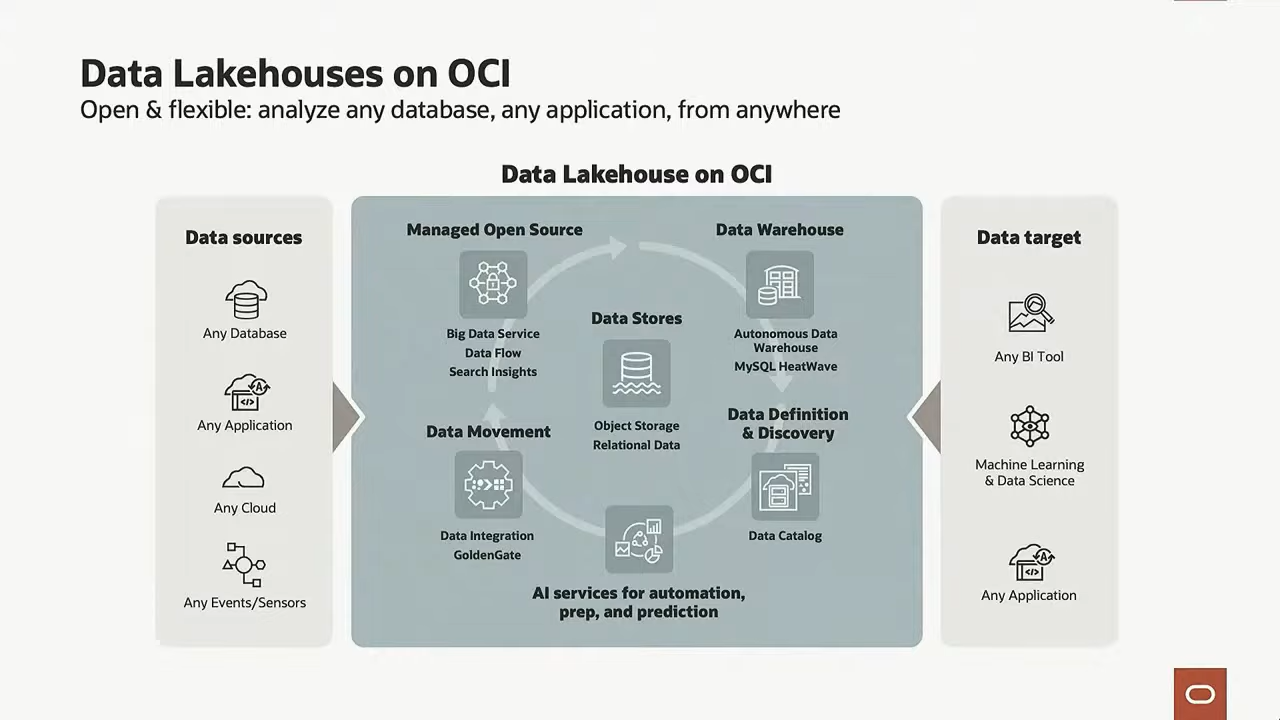 Data Lakehouses on OCI
Open & flexible: analyze any database, any application, from anywhere
Data Lakehouse on OCI
Data sources
Any Database
Any Application
Any Cloud
Any Events/Sensors
Managed Open Source
Big Data Service
Data Flow
Search Insights
Data Warehouse
Autonomous Data
Warehouse
MySQL HeatWave
Data Stores
Object Storage
Relational Data
Data Movement
Data Integration
GoldenGate
Data Definition
& Discovery
Data Catalog
AI services for automation,
prep, and prediction
Data target
Any BI Tool
Machine Learning
& Data Science
Any Application